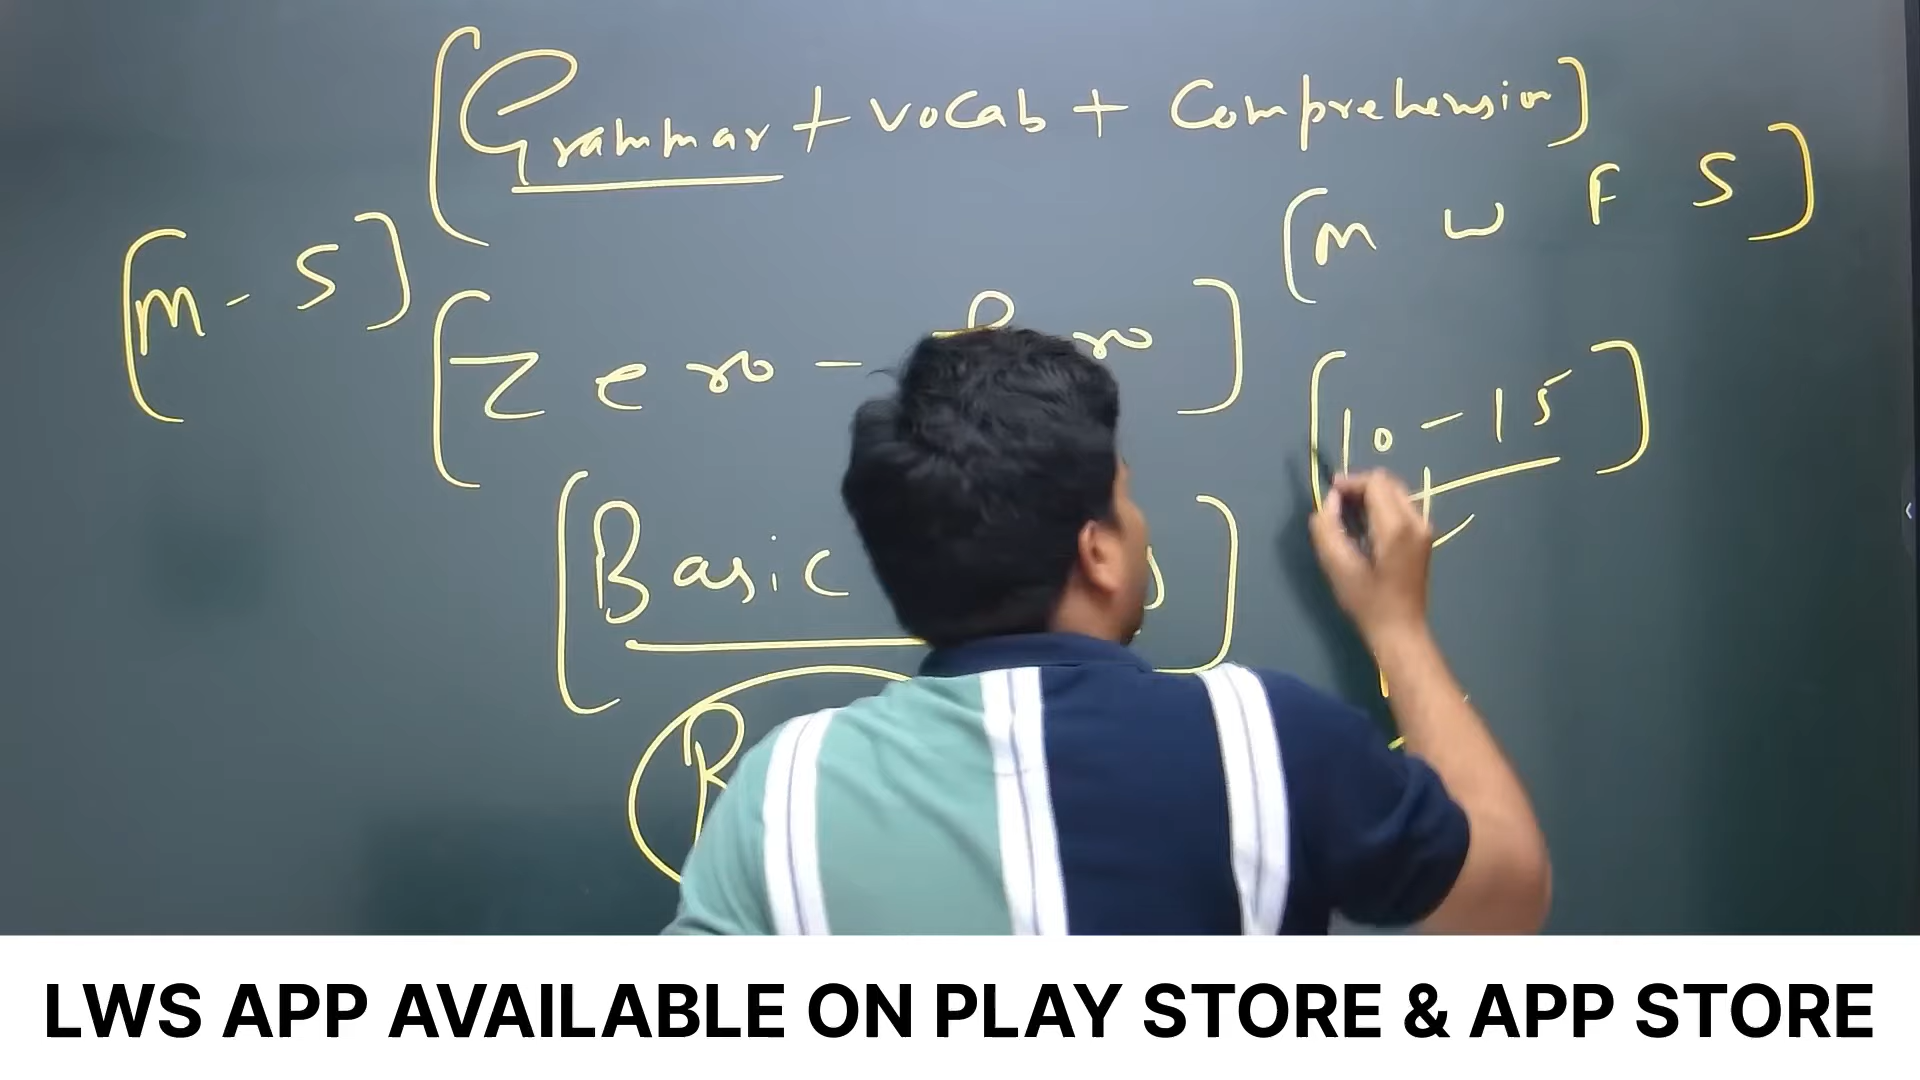 [Grammar + vocab + Comprehension]
[M W F S]
[M - S]
[Zero -
[10 - 15]
[Basic
LWS APP AVAILABLE ON PLAY STORE & APP STORE